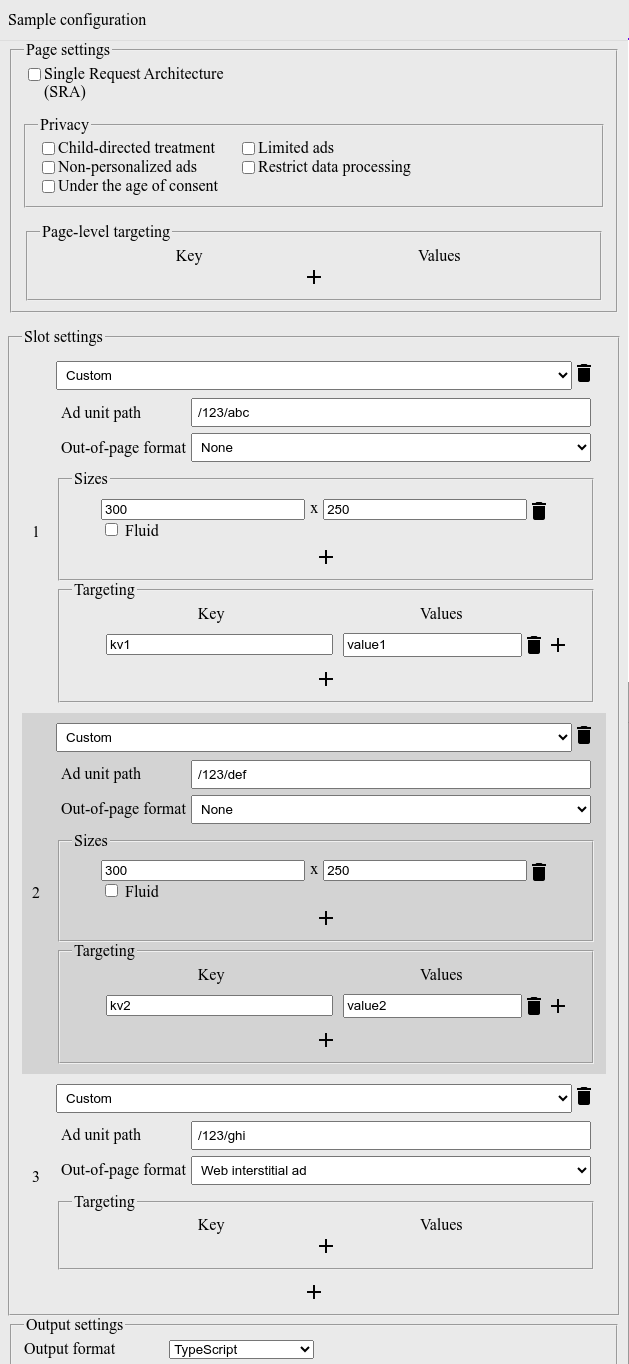 Sample configuration
Page settings
Single Request Architecture
(SRA)
Privacy
Child-directed treatment Limited ads
Non-personalized ads Restrict data processing
Under the age of consent
Page-level targeting
Key Values
Slot settings
Custom
Ad unit path /123/abc
Out-of-page format None
Sizes
300 x 250
1
Fluid
Targeting
Key Values
kv1 value1
Custom
Ad unit path /123/def
Out-of-page format None
Sizes
300 x 250
2
Fluid
Targeting
Key Values
kv2 value2
Custom
Ad unit path /123/ghi
Out-of-page format Web interstitial ad
3
Targeting
Key Values
Output settings
Output format TypeScript